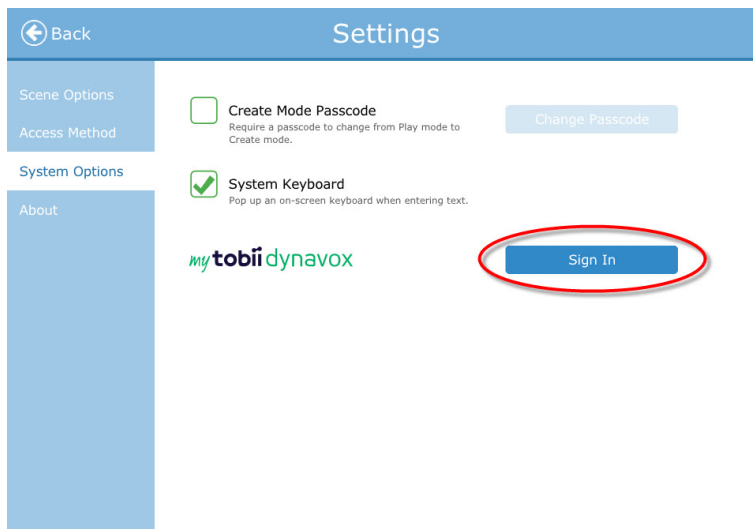 Back
Settings
Scene Options
Access Method
System Options
About
Create Mode Passcode
Require a passcode to change from Play mode to
Create mode.
Change Passcode
System Keyboard
Pop up an on-screen keyboard when entering text.
my tobii dynavox
Sign In